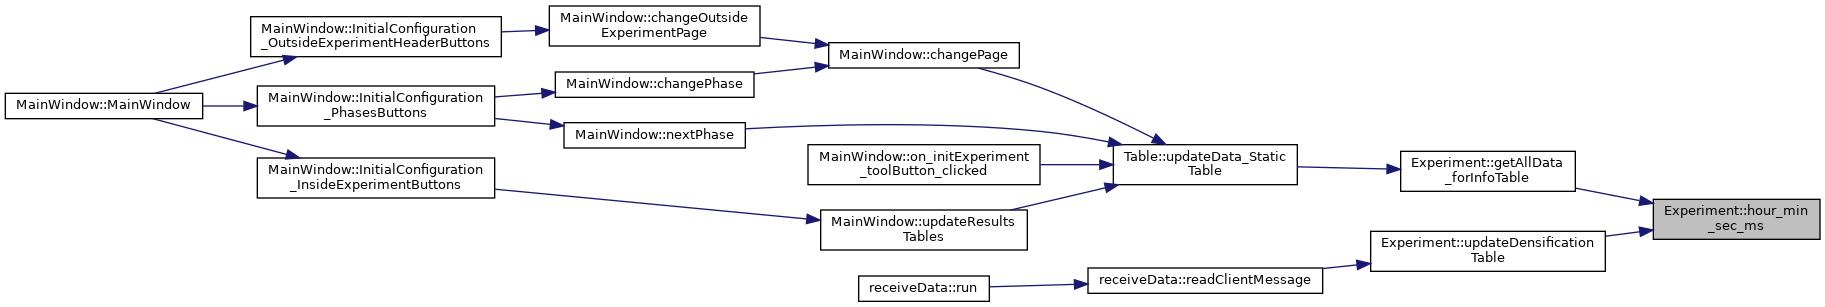 MainWindow::MainWindow
MainWindow::InitialConfiguration
_OutsideExperimentHeaderButtons
MainWindow::InitialConfiguration
_PhasesButtons
MainWindow::InitialConfiguration
_InsideExperimentButtons
MainWindow::changeOutside
ExperimentPage
MainWindow::changePhase
MainWindow::nextPhase
MainWindow::changePage
MainWindow::on_initExperiment
_toolButton_clicked
MainWindow::updateResults
Tables
receiveData::run
Table::updateData_Static
Table
receiveData::readClientMessage
Experiment::getAllData
_forInfoTable
Experiment::updateDensification
Table
Experiment::hour_min
_sec_ms